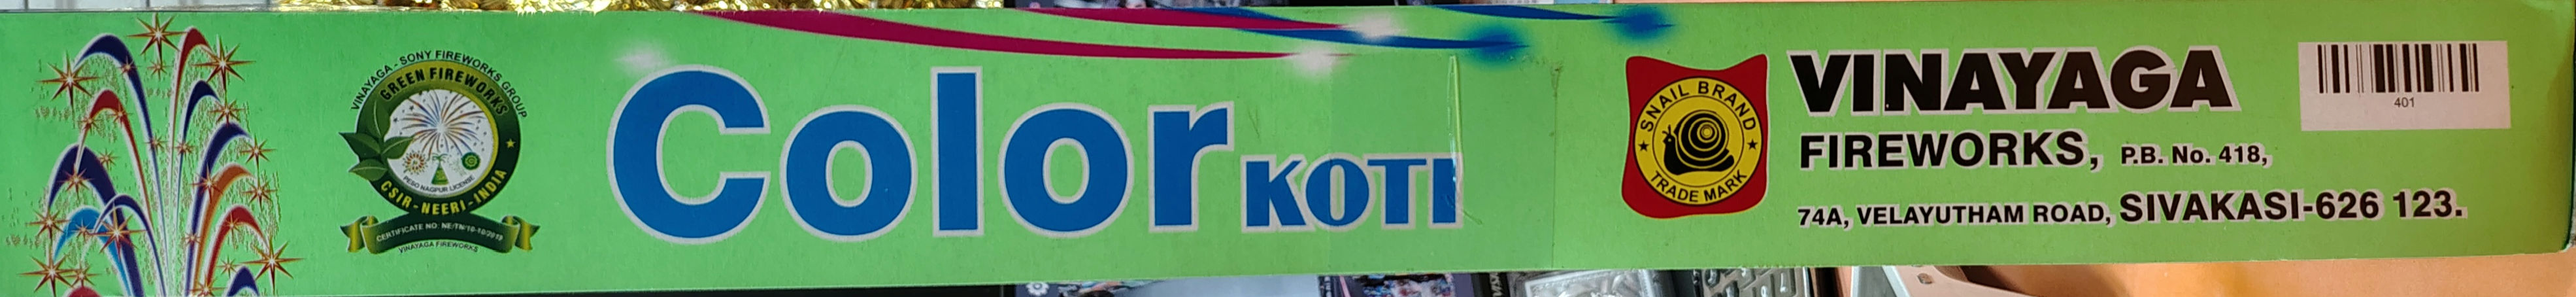 VINAYAGA - SONY FIREWORKS GROUP
GREEN FIREWORKS
PESO NAGPUR LICENSE
CSIR - NEERI - INDIA
CERTIFICATE NO: NE/TN/10-10/2019
VINAYAGA FIREWORKS
Color KOTI
SNAIL BRAND
TRADE MARK
VINAYAGA
FIREWORKS, P.B. No. 418,
74A, VELAYUTHAM ROAD, SIVAKASI-626 123.
401